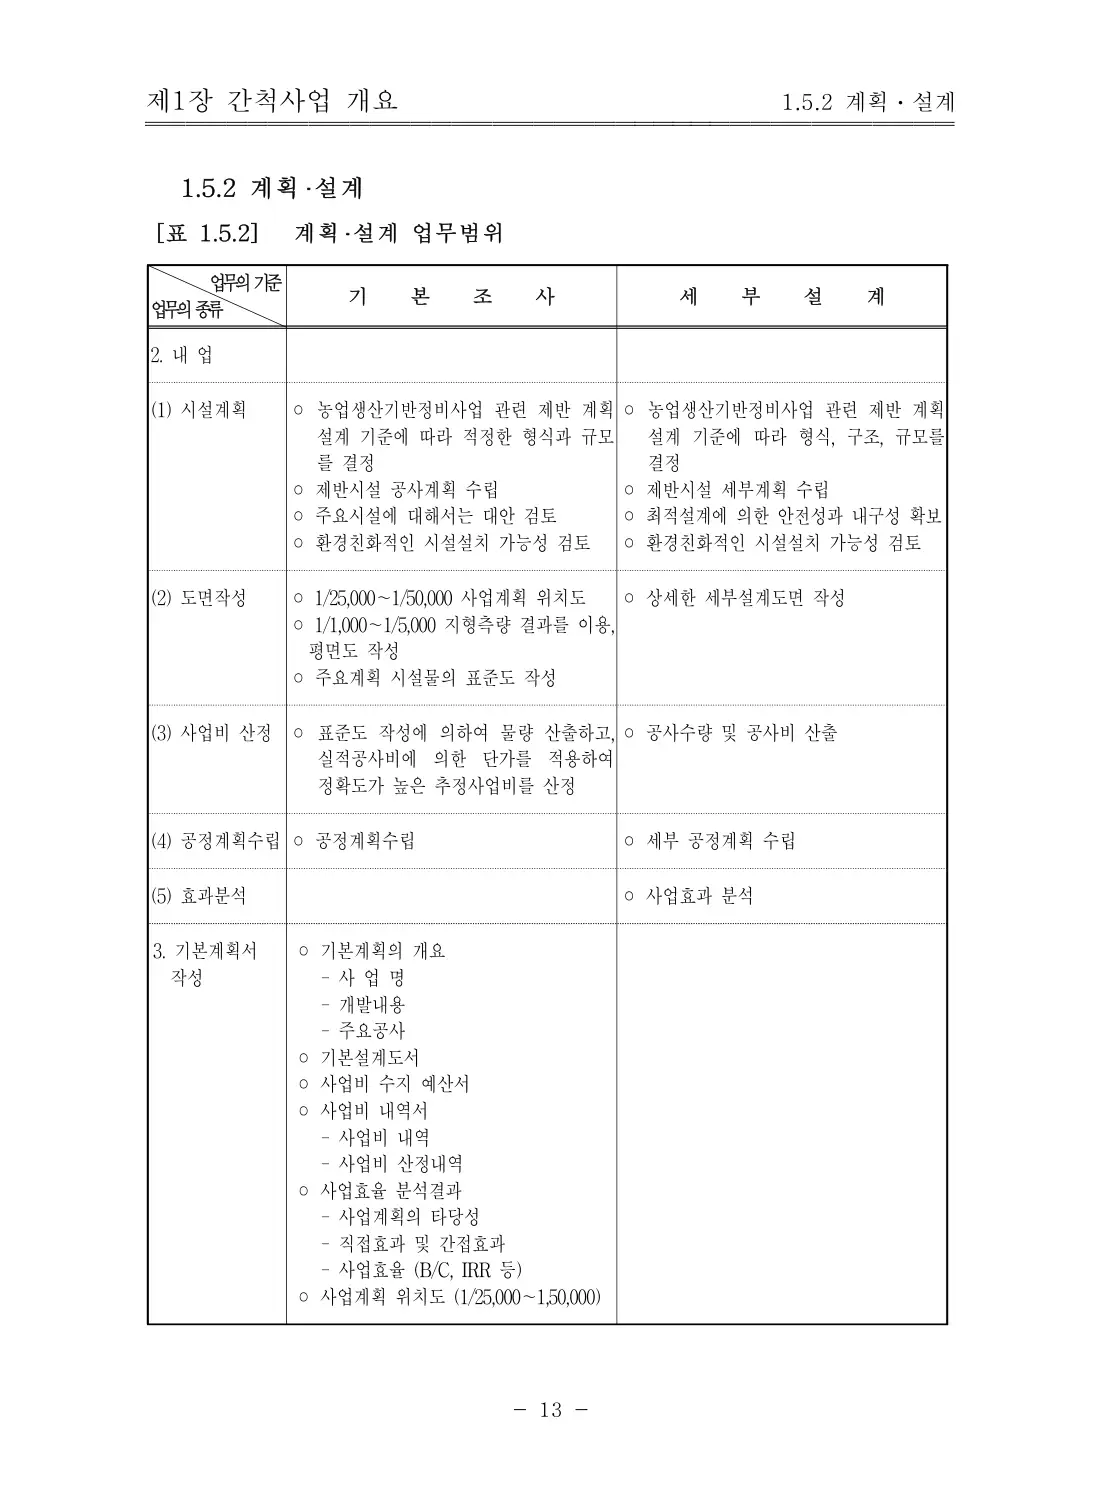 제1장 간척사업 개요
1.5.2 계획·설계
1.5.2 계획·설계
[표 1.5.2] 계획·설계 업무범위
업무의 기준
업무의 종류
기 본 조 사
세 부 설 계
2. 내 업
(1) 시설계획
○ 농업생산기반정비사업 관련 제반 계획
설계 기준에 따라 적정한 형식과 규모
를 결정
○ 제반시설 공사계획 수립
○ 주요시설에 대해서는 대안 검토
○ 환경친화적인 시설설치 가능성 검토
○ 농업생산기반정비사업 관련 제반 계획
설계 기준에 따라 형식, 구조, 규모를
결정
○ 제반시설 세부계획 수립
○ 최적설계에 의한 안전성과 내구성 확보
○ 환경친화적인 시설설치 가능성 검토
(2) 도면작성
○ 1/25,000~1/50,000 사업계획 위치도
○ 1/1,000~1/5,000 지형측량 결과를 이용,
평면도 작성
○ 주요계획 시설물의 표준도 작성
○ 상세한 세부설계도면 작성
(3) 사업비 산정
○ 표준도 작성에 의하여 물량 산출하고,
실적공사비에 의한 단가를 적용하여
정확도가 높은 추정사업비를 산정
○ 공사수량 및 공사비 산출
(4) 공정계획수립
○ 공정계획수립
○ 세부 공정계획 수립
(5) 효과분석
○ 사업효과 분석
3. 기본계획서
작성
○ 기본계획의 개요
- 사 업 명
- 개발내용
- 주요공사
○ 기본설계도서
○ 사업비 수지 예산서
○ 사업비 내역서
- 사업비 내역
- 사업비 산정내역
○ 사업효율 분석결과
- 사업계획의 타당성
- 직접효과 및 간접효과
- 사업효율 (B/C, IRR 등)
○ 사업계획 위치도 (1/25,000~1,50,000)
- 13 -